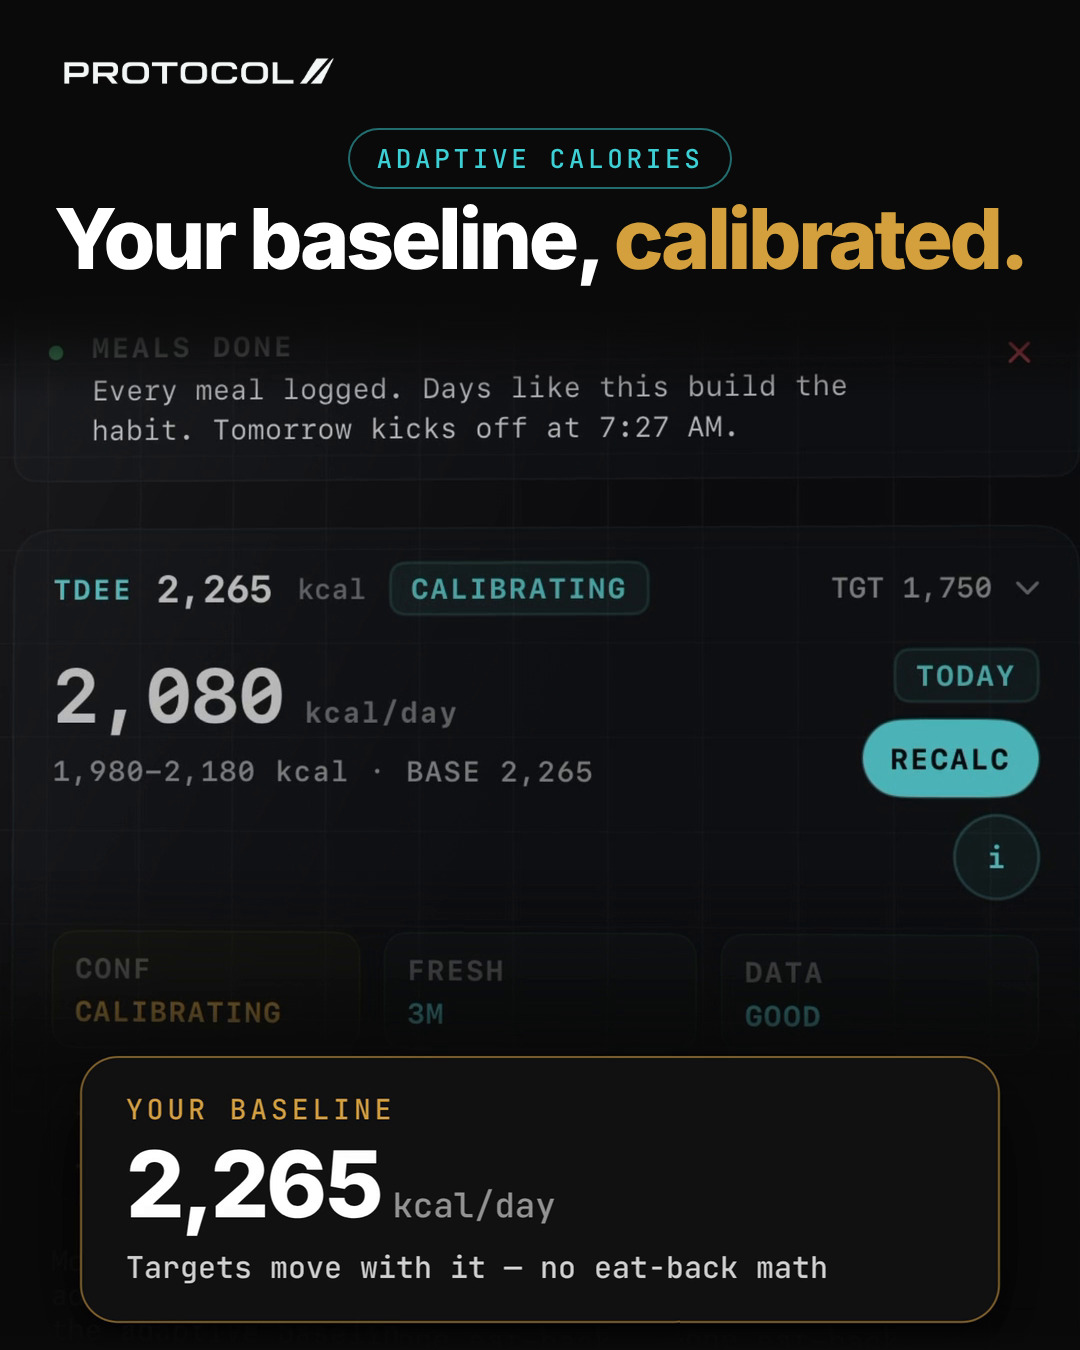 PROTOCOL
ADAPTIVE CALORIES
Your baseline, calibrated.
MEALS DONE
Every meal logged. Days like this build the
habit. Tomorrow kicks off at 7:27 AM.
TDEE 2,265 kcal CALIBRATING TGT 1,750
2,080 kcal/day
TODAY
1,980–2,180 kcal · BASE 2,265
RECALC
i
CONF FRESH DATA
CALIBRATING 3M GOOD
YOUR BASELINE
2,265 kcal/day
Targets move with it — no eat-back math